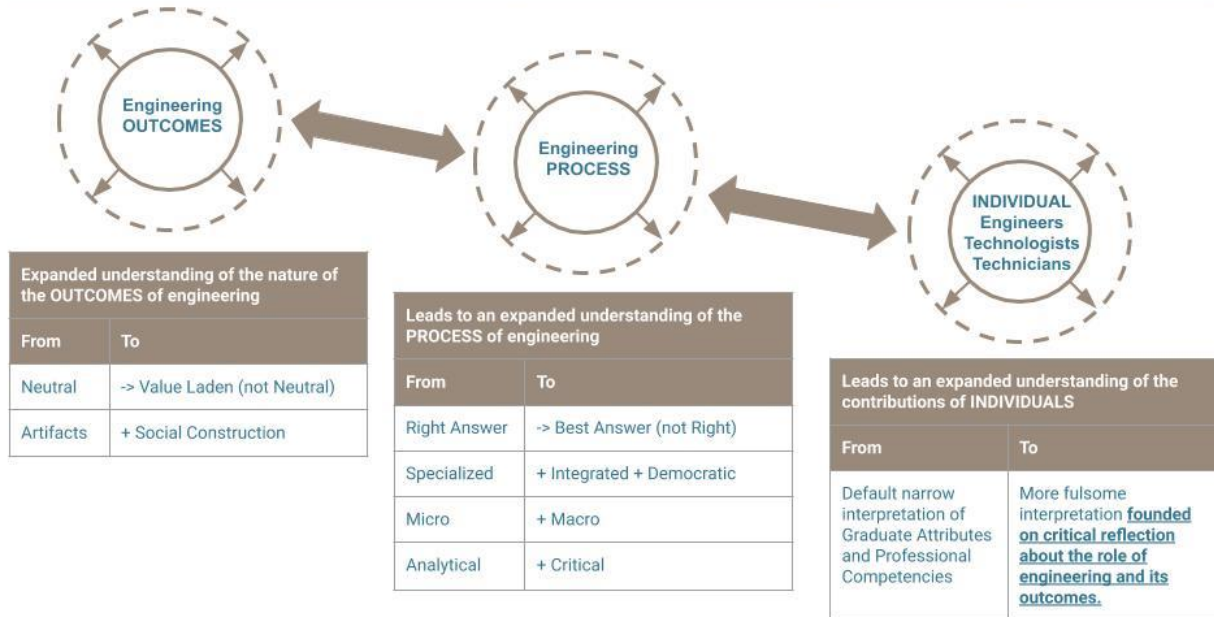 Engineering
OUTCOMES
Engineering
PROCESS
INDIVIDUAL
Engineers
Technologists
Technicians
Expanded understanding of the nature of
the OUTCOMES of engineering
From To
Neutral -> Value Laden (not Neutral)
Artifacts + Social Construction
Leads to an expanded understanding of the
PROCESS of engineering
From To
Right Answer -> Best Answer (not Right)
Specialized + Integrated + Democratic
Micro + Macro
Analytical + Critical
Leads to an expanded understanding of the
contributions of INDIVIDUALS
From To
Default narrow
interpretation of
Graduate Attributes
and Professional
Competencies
More fulsome
interpretation founded
on critical reflection
about the role of
engineering and its
outcomes.